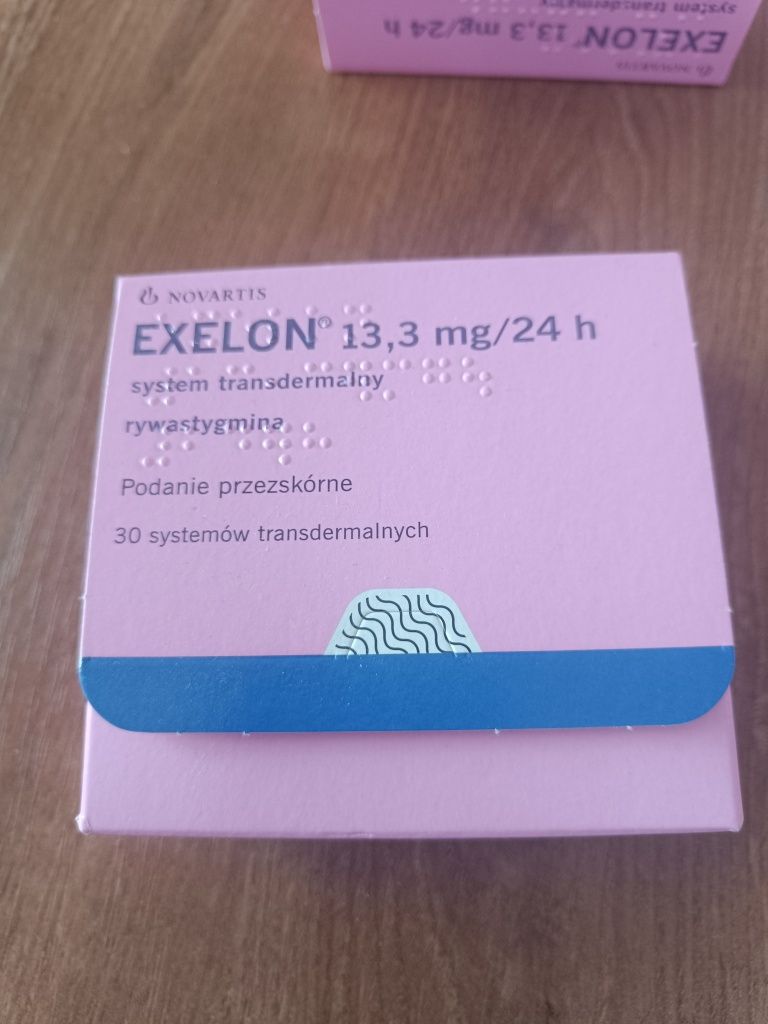 system transdermalny
EXELON® 13,3 mg/24 h
NOVARTIS
NOVARTIS
EXELON® 13,3 mg/24 h
system transdermalny
rywastygmina
Podanie przezskórne
30 systemów transdermalnych